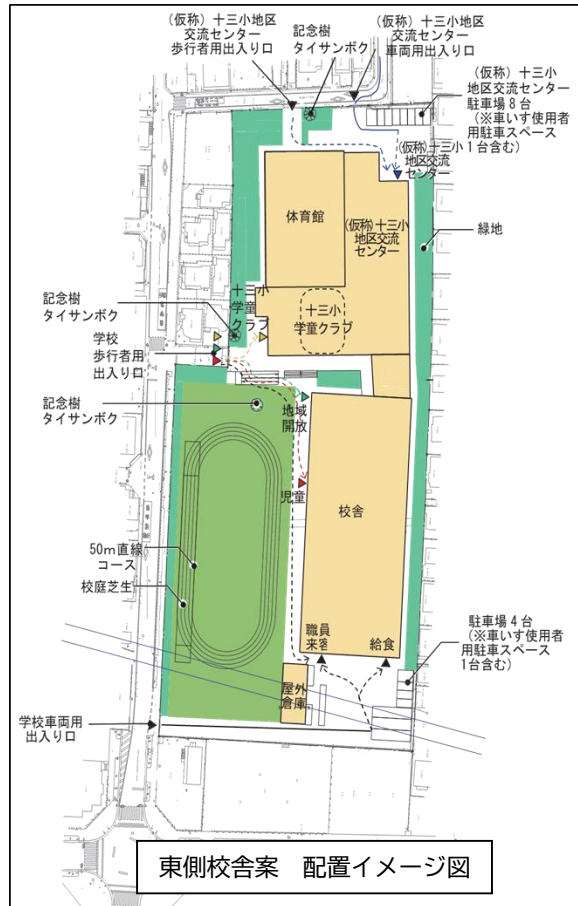 （仮称）十三小地区
交流センター
歩行者用出入り口
記念樹
タイサンボク
（仮称）十三小地区
交流センター
車両用出入り口
（仮称）十三小
地区交流センター
駐車場８台
（※車いす使用者
用駐車スペース
１台含む）
（仮称）十三小
地区交流
センター
体育館
（仮称）十三小
地区交流
センター
緑地
十三小
学童
クラブ
十三小
学童クラブ
記念樹
タイサンボク
学校
歩行者用
出入り口
記念樹
タイサンボク
地域
開放
児童
校舎
50ｍ直線
コース
校庭芝生
職員
来客
給食
駐車場４台
（※車いす使用者
用駐車スペース
１台含む）
屋外
倉庫
学校車両用
出入り口
東側校舎案　配置イメージ図